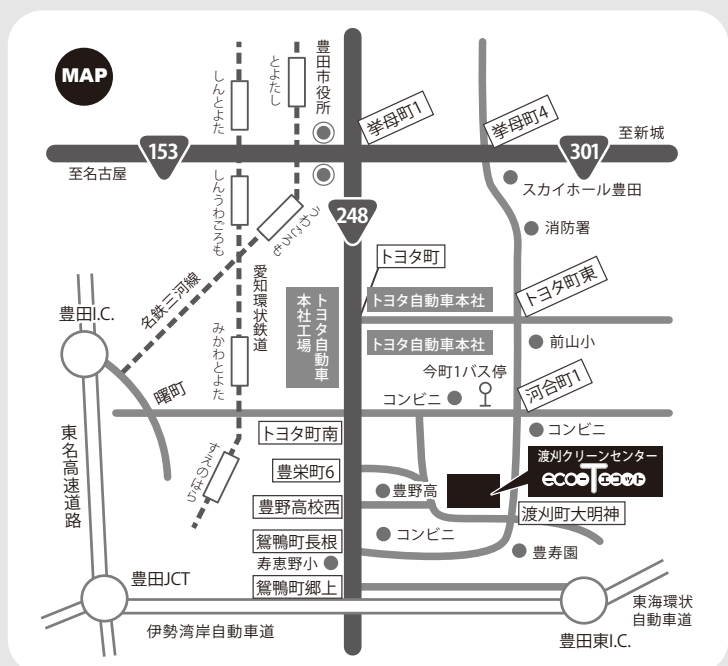 MAP
しんとよた
とよたし
豊田市役所
挙母町1
挙母町4
至新城
153
301
至名古屋
スカイホール豊田
しんうわごろも
うわごろも
248
消防署
トヨタ町
名鉄三河線
愛知環状鉄道
トヨタ自動車
本社工場
トヨタ自動車本社
トヨタ町東
豊田I.C.
みかわとよた
トヨタ自動車本社
前山小
今町1バス停
河合町1
曙町
コンビニ
トヨタ町南
コンビニ
東名高速道路
すえのはら
渡刈クリーンセンター
eco-T エコット
豊栄町6
豊野高
豊野高校西
渡刈町大明神
鴛鴨町長根
コンビニ
寿恵野小
豊寿園
豊田JCT
鴛鴨町郷上
東海環状
自動車道
伊勢湾岸自動車道
豊田東I.C.